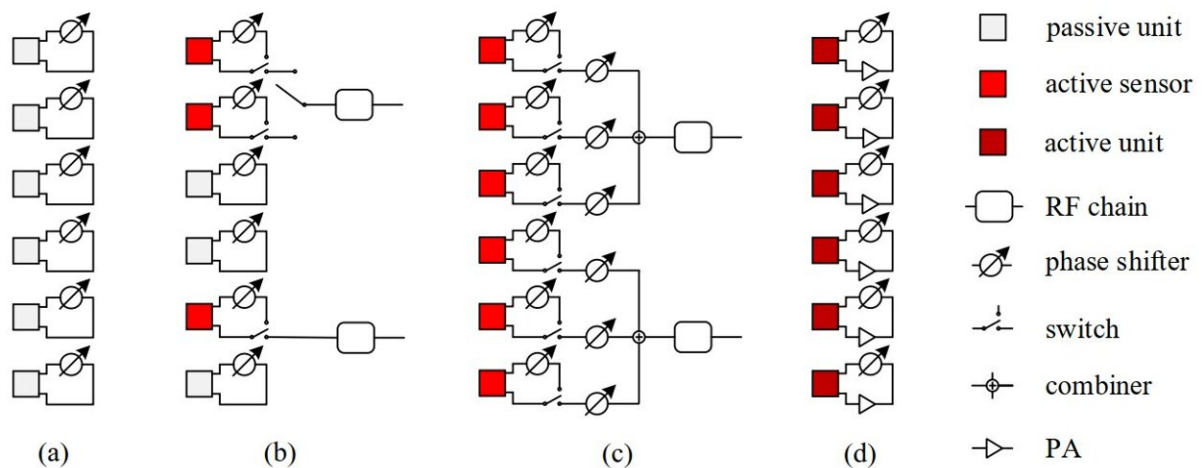 passive unit
active sensor
active unit
RF chain
phase shifter
switch
combiner
PA
(a)
(b)
(c)
(d)